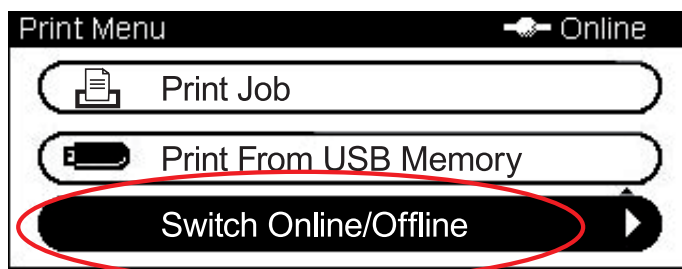 Print Menu Online
Print Job
Print From USB Memory
Switch Online/Offline